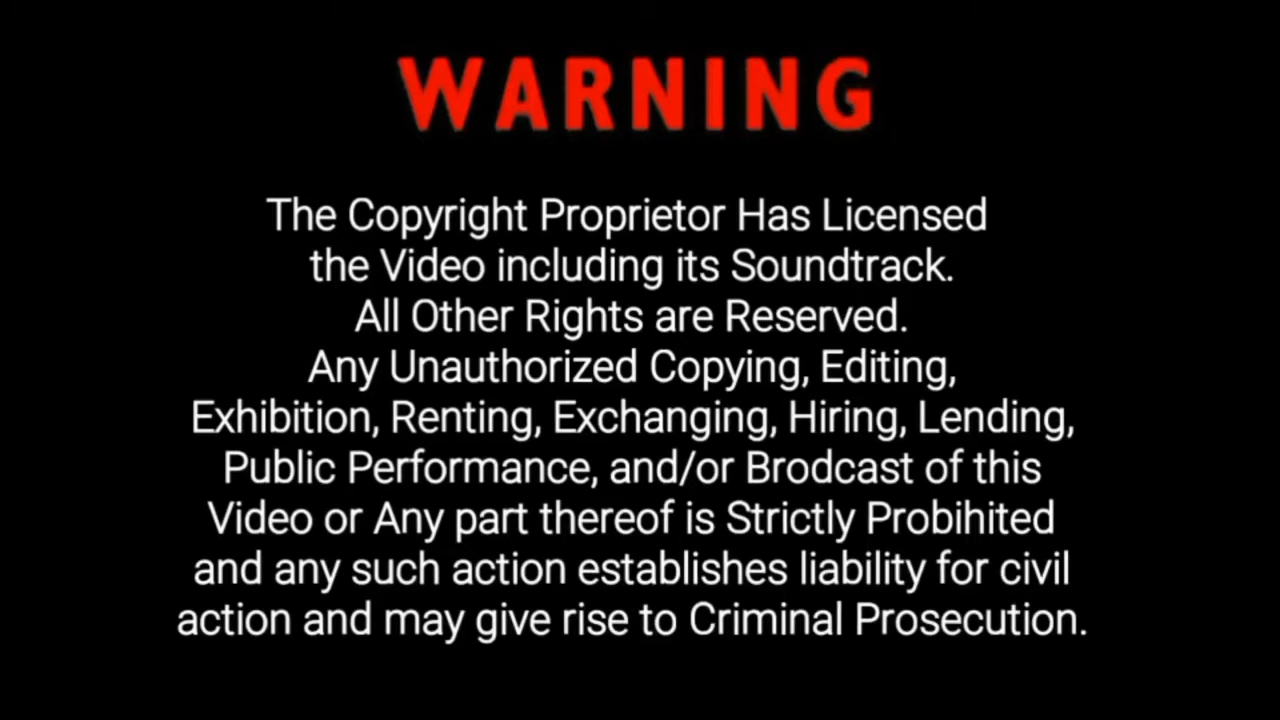 WARNING
The Copyright Proprietor Has Licensed
the Video including its Soundtrack.
All Other Rights are Reserved.
Any Unauthorized Copying, Editing,
Exhibition, Renting, Exchanging, Hiring, Lending,
Public Performance, and/or Brodcast of this
Video or Any part thereof is Strictly Probihited
and any such action establishes liability for civil
action and may give rise to Criminal Prosecution.